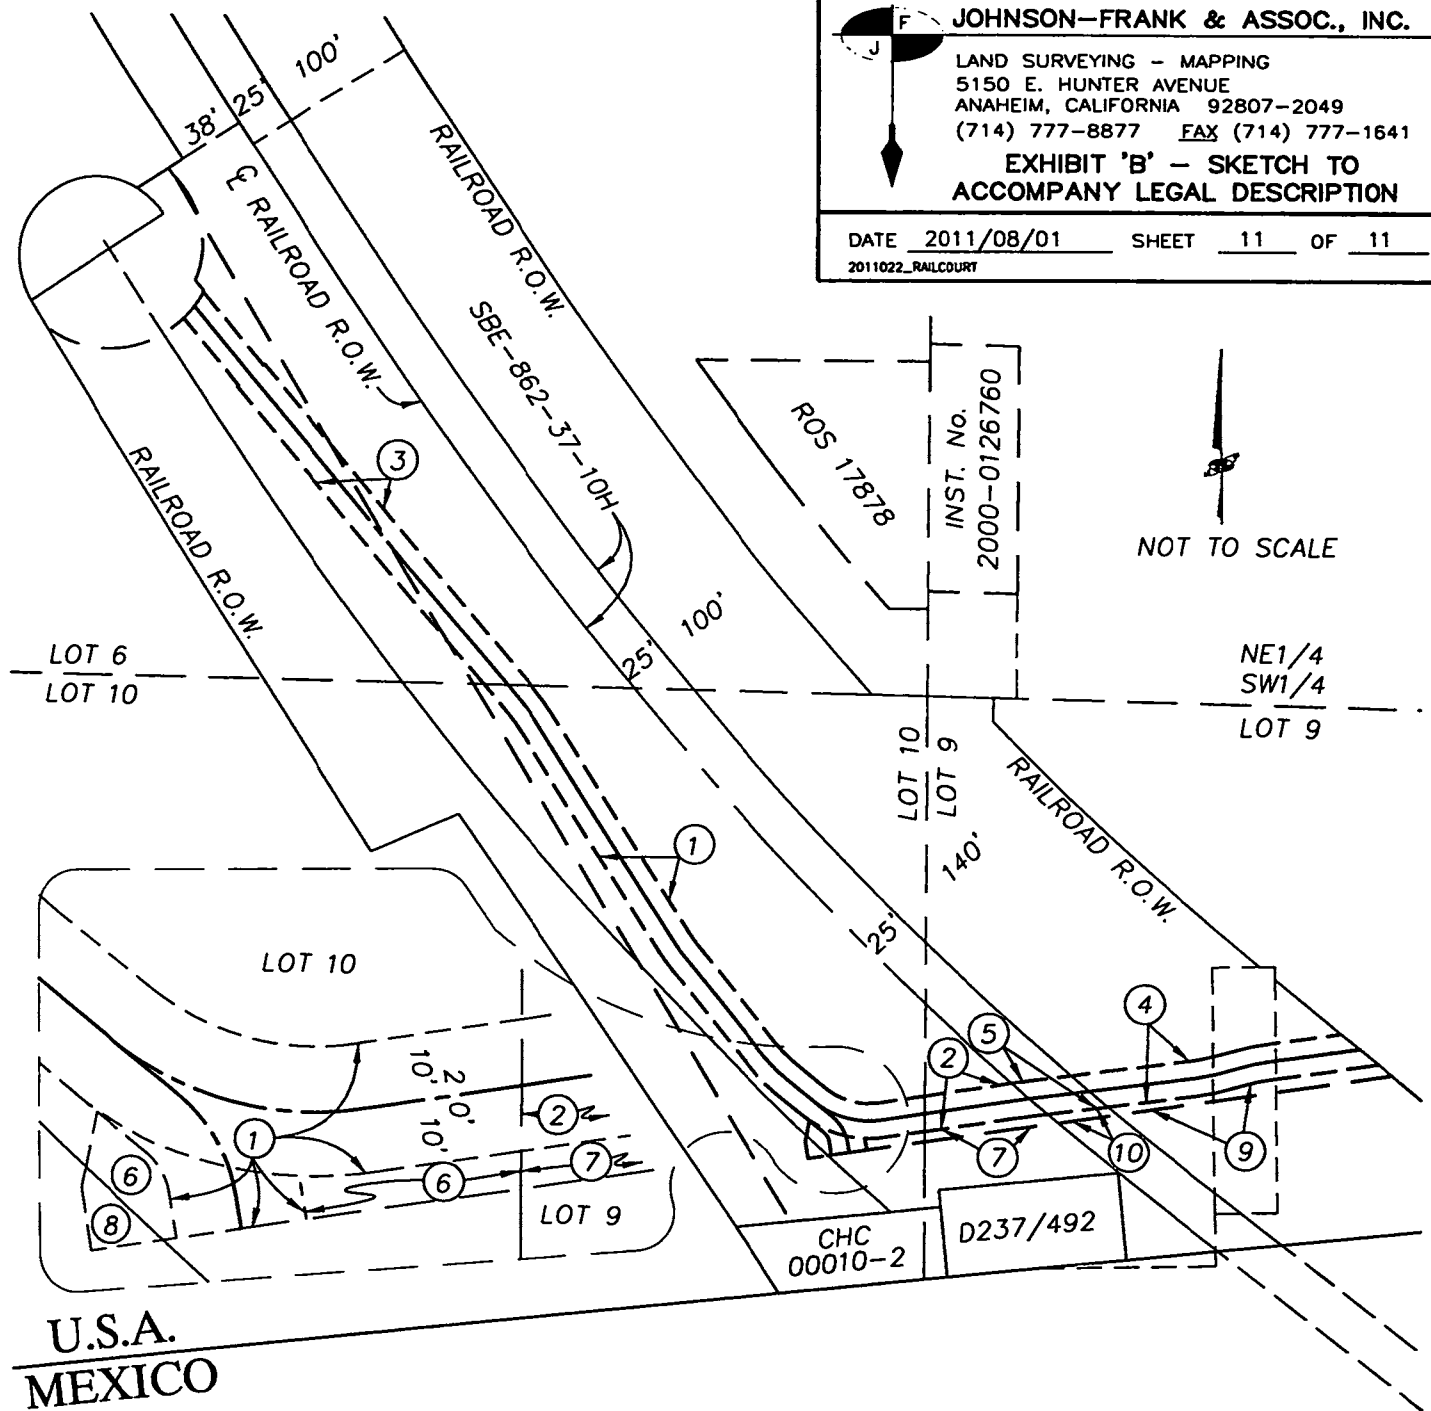 F
J
JOHNSON-FRANK & ASSOC., INC.
LAND SURVEYING - MAPPING
5150 E. HUNTER AVENUE
ANAHEIM, CALIFORNIA 92807-2049
(714) 777-8877 FAX (714) 777-1641
EXHIBIT 'B' - SKETCH TO
ACCOMPANY LEGAL DESCRIPTION
DATE 2011/08/01 SHEET 11 OF 11
2011022_RAILCOURT
38'
25'
100'
℄ RAILROAD R.O.W.
RAILROAD R.O.W.
SBE-862-37-10H
RAILROAD R.O.W.
3
ROS 17878
INST. No.
2000-0126760
NOT TO SCALE
100'
25'
LOT 6
LOT 10
NE1/4
SW1/4
LOT 9
LOT 10
LOT 9
RAILROAD R.O.W.
140'
1
25'
4
5
2
7
10
9
LOT 10
10'
10'
20'
10'
2
1
6
6
7
8
LOT 9
CHC
00010-2
D237/492
U.S.A.
MEXICO